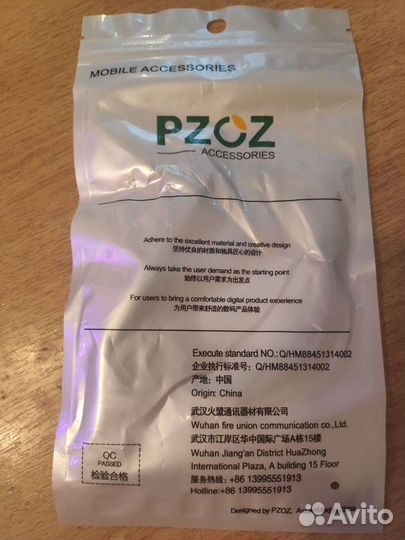 MOBILE ACCESSORIES
PZOZ
ACCESSORIES
Adhere to the excellent material and creative design
坚持优良的材质和独具匠心的设计
Always take the user demand as the starting point
始终以用户需求为出发点
For users to bring a comfortable digital product experience
为用户带来舒适的数码产品体验
Execute standard NO.: Q/HM88451314002
企业执行标准号: Q/HM88451314002
产地: 中国
Origin: China
武汉火盟通讯器材有限公司
Wuhan fire union communication co.,Ltd.
武汉市江岸区华中国际广场A栋15楼
Wuhan Jiang'an District HuaZhong
International Plaza, A building 15 Floor
服务热线: +86 13995551913
Hotline:+86 13995551913
QC
PASSED
检验合格
Designed by PZOZ,
Avito